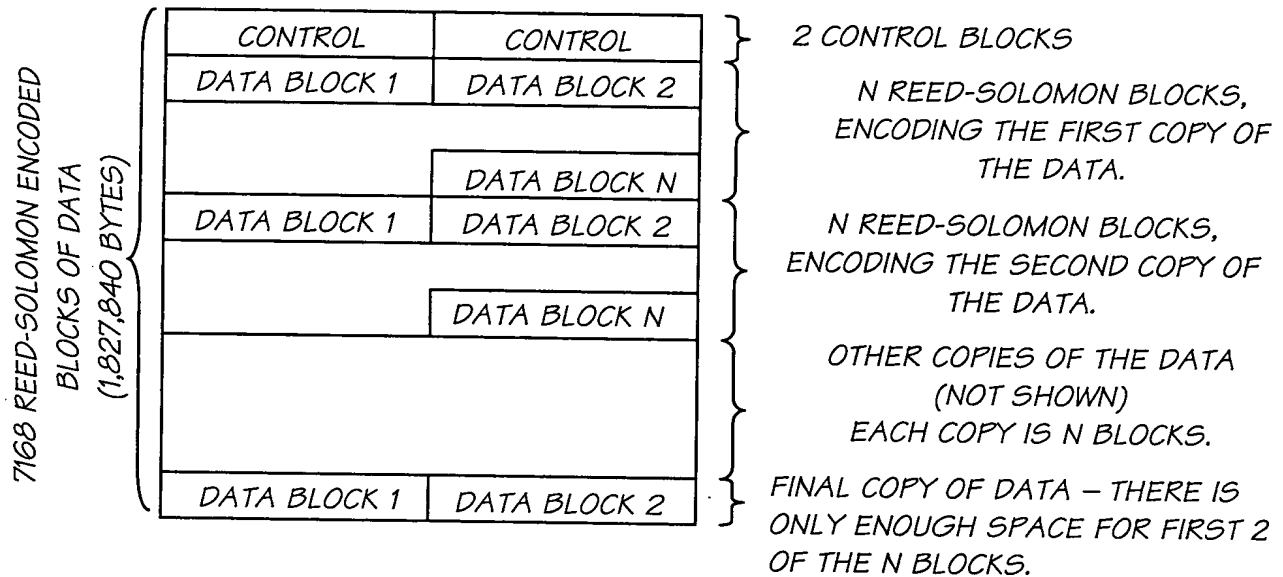 7168 REED-SOLOMON ENCODED
BLOCKS OF DATA
(1,827,840 BYTES)
CONTROL CONTROL
2 CONTROL BLOCKS
DATA BLOCK 1 DATA BLOCK 2
DATA BLOCK N
N REED-SOLOMON BLOCKS,
ENCODING THE FIRST COPY OF
THE DATA.
DATA BLOCK 1 DATA BLOCK 2
DATA BLOCK N
N REED-SOLOMON BLOCKS,
ENCODING THE SECOND COPY OF
THE DATA.
OTHER COPIES OF THE DATA
(NOT SHOWN)
EACH COPY IS N BLOCKS.
DATA BLOCK 1 DATA BLOCK 2
FINAL COPY OF DATA – THERE IS
ONLY ENOUGH SPACE FOR FIRST 2
OF THE N BLOCKS.